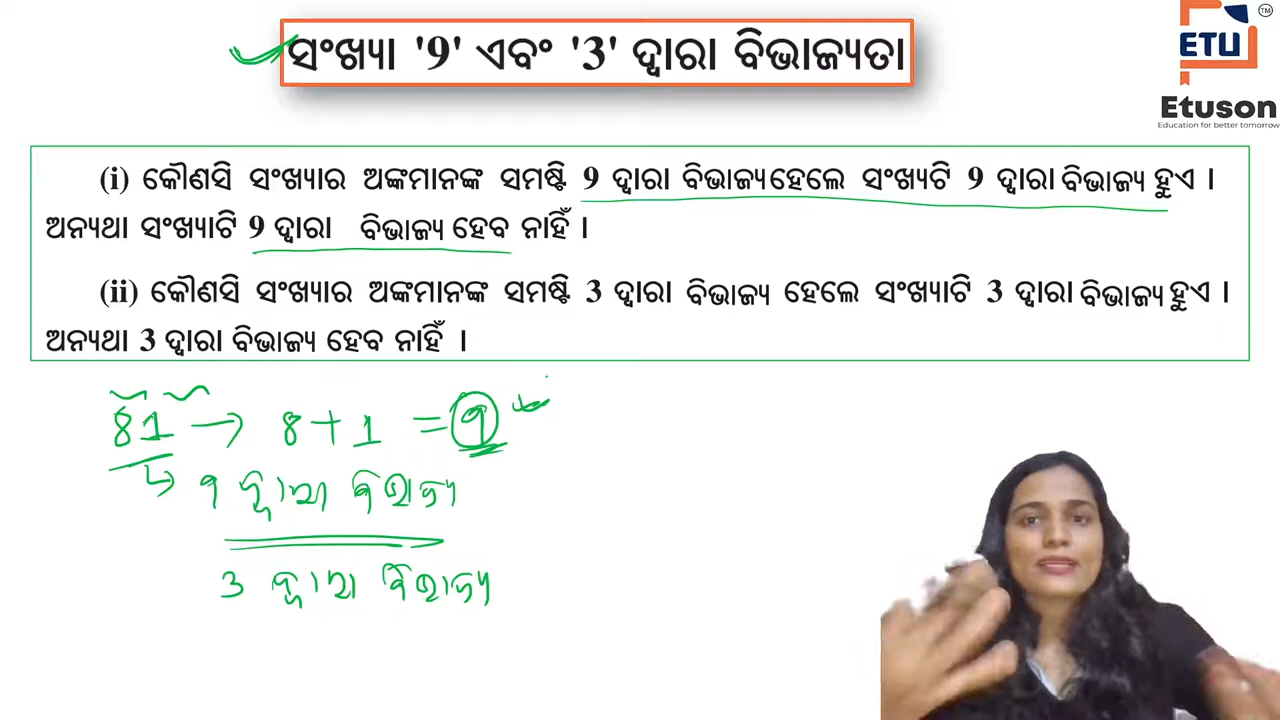 ସଂଖ୍ୟା '9' ଏବଂ '3' ଦ୍ୱାରା ବିଭାଜ୍ୟତା
TM
ETU
Etuson
Education for better tomorrow
(i) କୌଣସି ସଂଖ୍ୟାର ଅଙ୍କମାନଙ୍କ ସମଷ୍ଟି 9 ଦ୍ୱାରା ବିଭାଜ୍ୟହେଲେ ସଂଖ୍ୟଟି 9 ଦ୍ୱାରା ବିଭାଜ୍ୟ ହୁଏ ।
ଅନ୍ୟଥା ସଂଖ୍ୟାଟି 9 ଦ୍ୱାରା ବିଭାଜ୍ୟ ହେବ ନାହିଁ ।
(ii) କୌଣସି ସଂଖ୍ୟାର ଅଙ୍କମାନଙ୍କ ସମଷ୍ଟି 3 ଦ୍ୱାରା ବିଭାଜ୍ୟ ହେଲେ ସଂଖ୍ୟାଟି 3 ଦ୍ୱାରା ବିଭାଜ୍ୟ ହୁଏ ।
ଅନ୍ୟଥା 3 ଦ୍ୱାରା ବିଭାଜ୍ୟ ହେବ ନାହିଁ ।
81 → 8 + 1 = 9
↳ 9 ଦ୍ୱାରା ବିଭାଜ୍ୟ
3 ଦ୍ୱାରା ବିଭାଜ୍ୟ